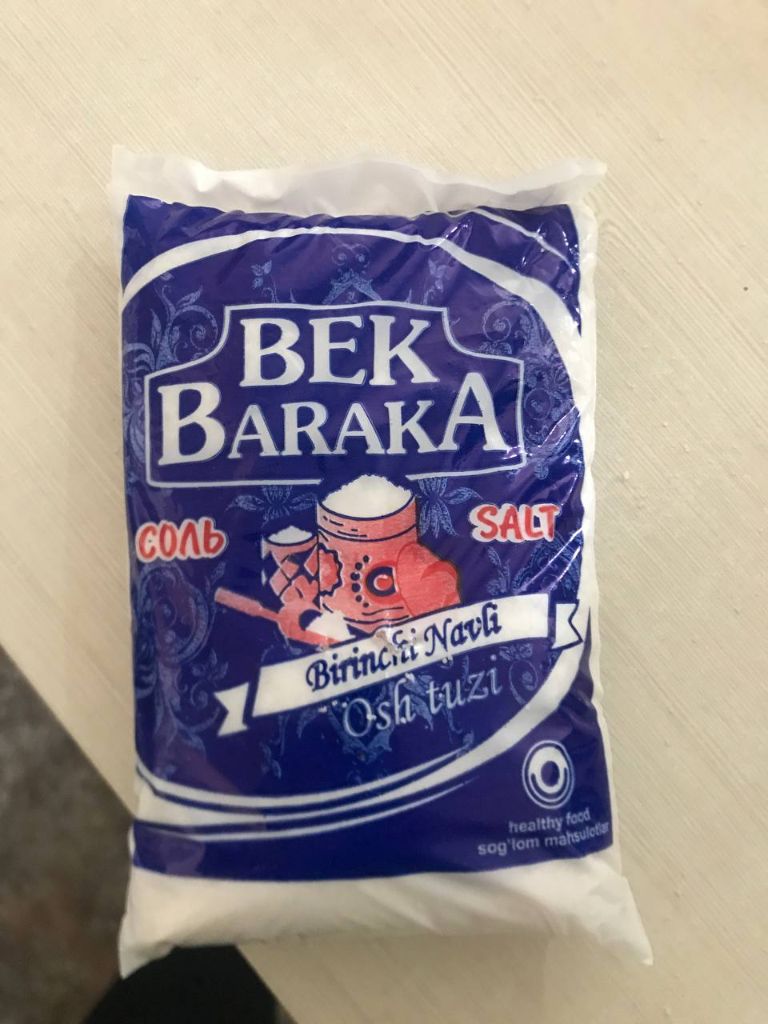 BEK
BARAKA
СОЛЬ
SALT
Birinchi Navli
Osh tuzi
healthy food
sog'lom mahsulotlar